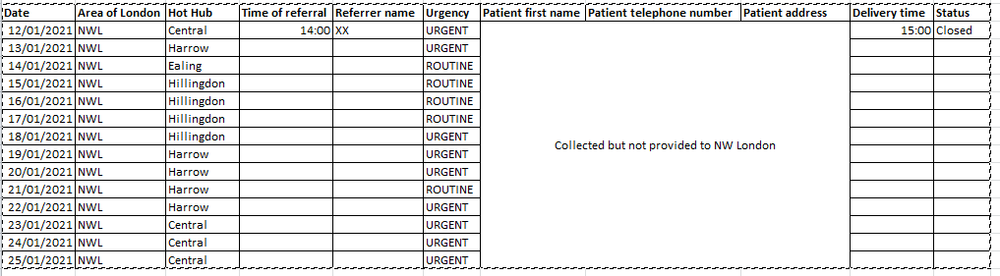 Date Area of London Hot Hub Time of referral Referrer name Urgency Patient first name Patient telephone number Patient address Delivery time Status
12/01/2021 NWL Central 14:00 XX URGENT 15:00 Closed
13/01/2021 NWL Harrow URGENT
14/01/2021 NWL Ealing ROUTINE
15/01/2021 NWL Hillingdon ROUTINE
16/01/2021 NWL Hillingdon ROUTINE
17/01/2021 NWL Hillingdon ROUTINE
18/01/2021 NWL Hillingdon URGENT
Collected but not provided to NW London
19/01/2021 NWL Harrow URGENT
20/01/2021 NWL Harrow URGENT
21/01/2021 NWL Harrow ROUTINE
22/01/2021 NWL Harrow URGENT
23/01/2021 NWL Central URGENT
24/01/2021 NWL Central URGENT
25/01/2021 NWL Central URGENT